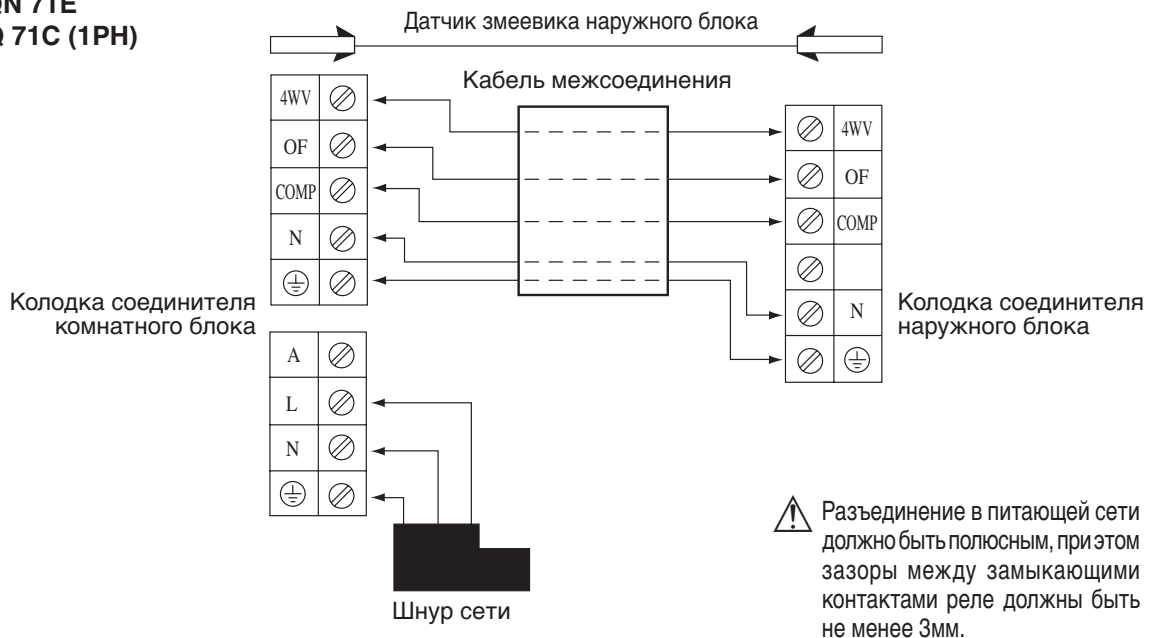 QN 71E
Q 71C (1PH)
Датчик змеевика наружного блока
Кабель межсоединения
4WV
OF
COMP
N
4WV
OF
COMP
N
Колодка соединителя
комнатного блока
Колодка соединителя
наружного блока
A
L
N
Шнур сети
Разъединение в питающей сети
должно быть полюсным, при этом
зазоры между замыкающими
контактами реле должны быть
не менее 3мм.